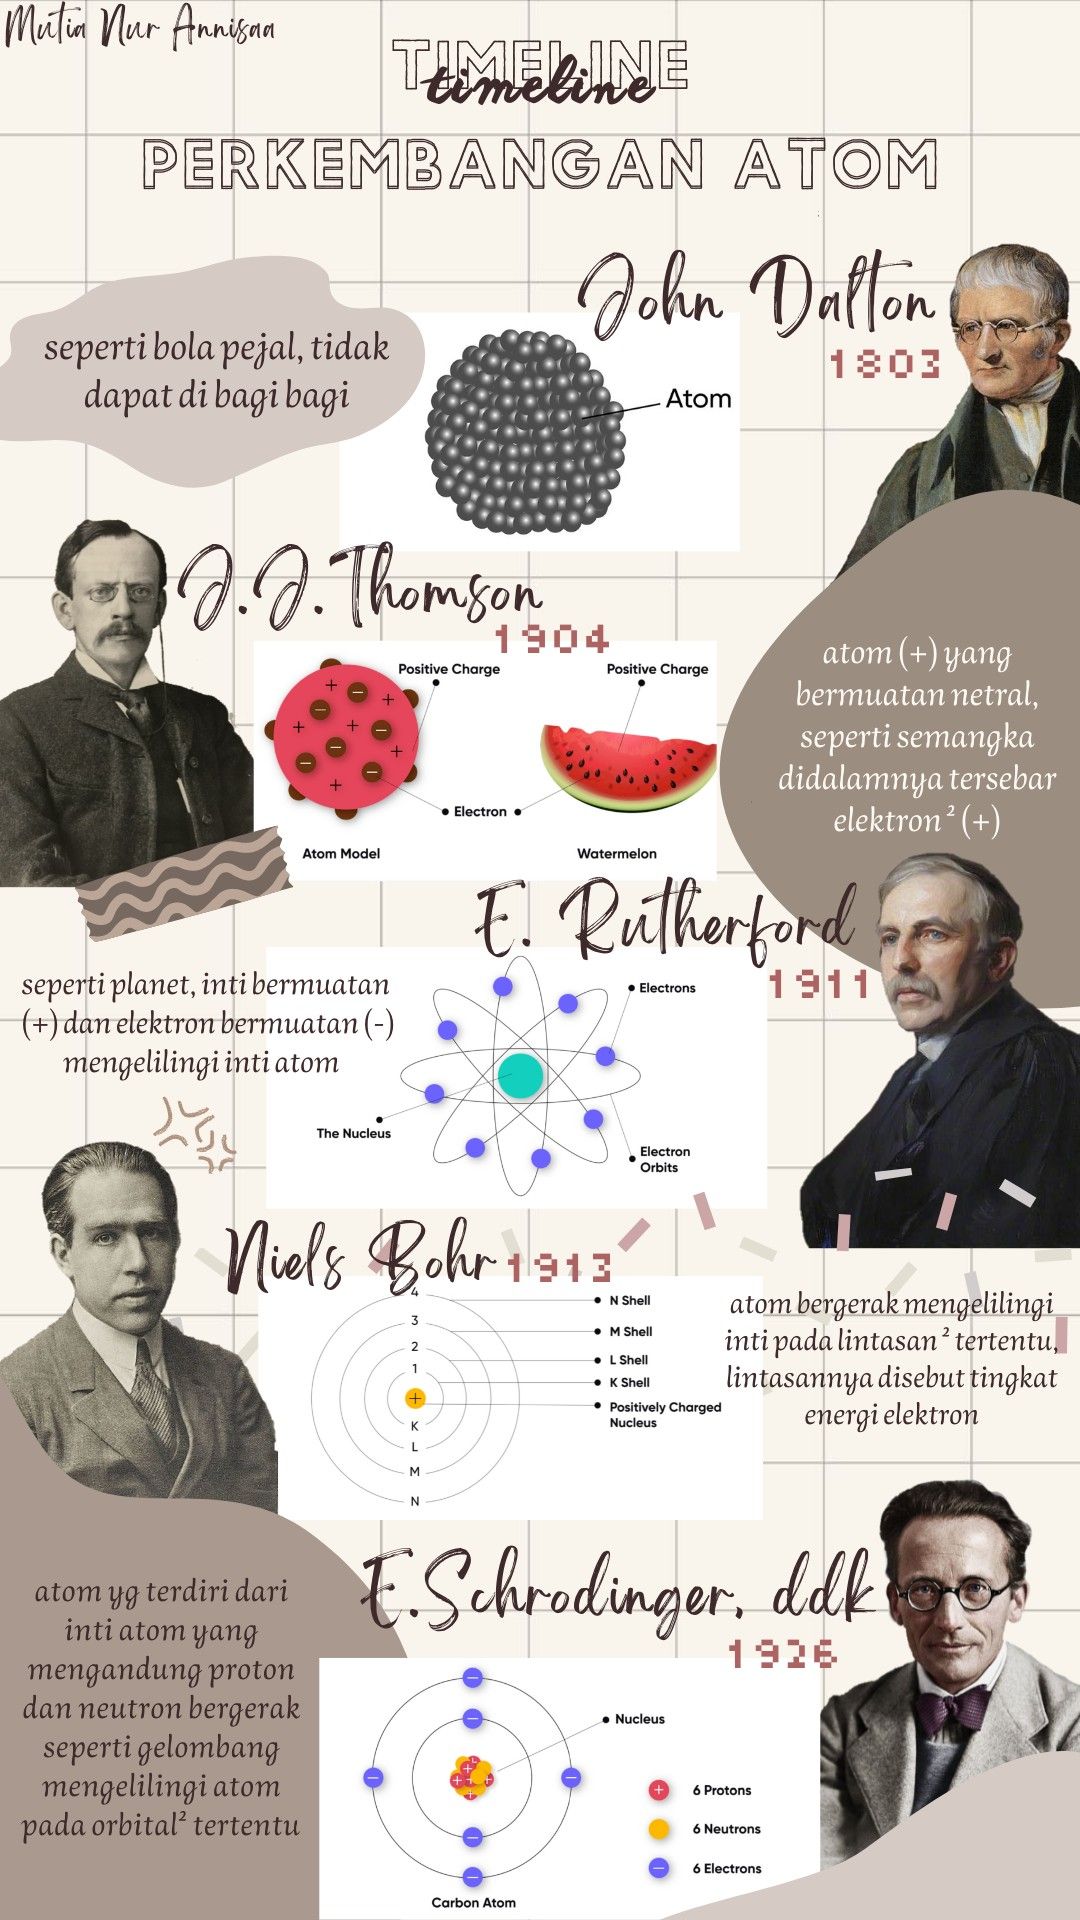 Mutia Nur Annisaa
TIMELINE
timeline
PERKEMBANGAN ATOM
John Dalton
1803
seperti bola pejal, tidak
dapat di bagi bagi
Atom
J.J.Thomson
1904
Positive Charge
Positive Charge
Electron
Atom Model
Watermelon
atom (+) yang
bermuatan netral,
seperti semangka
didalamnya tersebar
elektron² (+)
E. Rutherford
1911
seperti planet, inti bermuatan
(+) dan elektron bermuatan (-)
mengelilingi inti atom
Electrons
The Nucleus
Electron
Orbits
Niels Bohr
1913
4
3
2
1
+
K
L
M
N
N Shell
M Shell
L Shell
K Shell
Positively Charged
Nucleus
atom bergerak mengelilingi
inti pada lintasan² tertentu,
lintasannya disebut tingkat
energi elektron
E.Schrodinger, ddk
1926
atom yg terdiri dari
inti atom yang
mengandung proton
dan neutron bergerak
seperti gelombang
mengelilingi atom
pada orbital² tertentu
Nucleus
6 Protons
6 Neutrons
6 Electrons
Carbon Atom